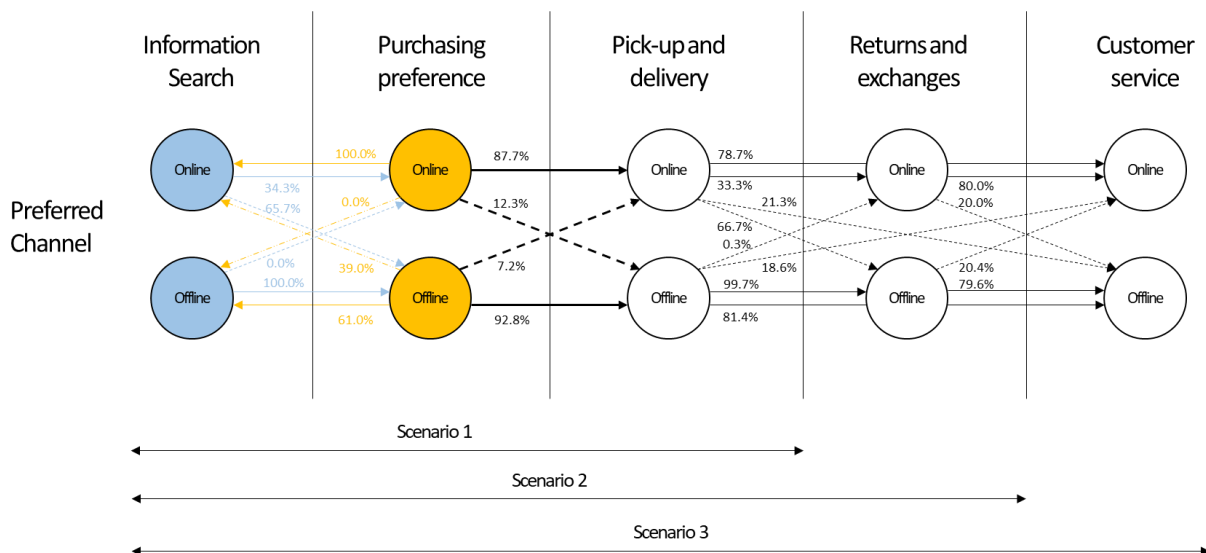 Information
Search
Purchasing
preference
Pick-up and
delivery
Returns and
exchanges
Customer
service
Preferred
Channel
Online
Online
Online
Online
Online
100.0%
87.7%
78.7%
34.3%
33.3%
80.0%
65.7%
0.0%
12.3%
21.3%
20.0%
66.7%
0.3%
0.0%
39.0%
7.2%
18.6%
20.4%
100.0%
99.7%
79.6%
Offline
Offline
Offline
Offline
Offline
61.0%
92.8%
81.4%
Scenario 1
Scenario 2
Scenario 3